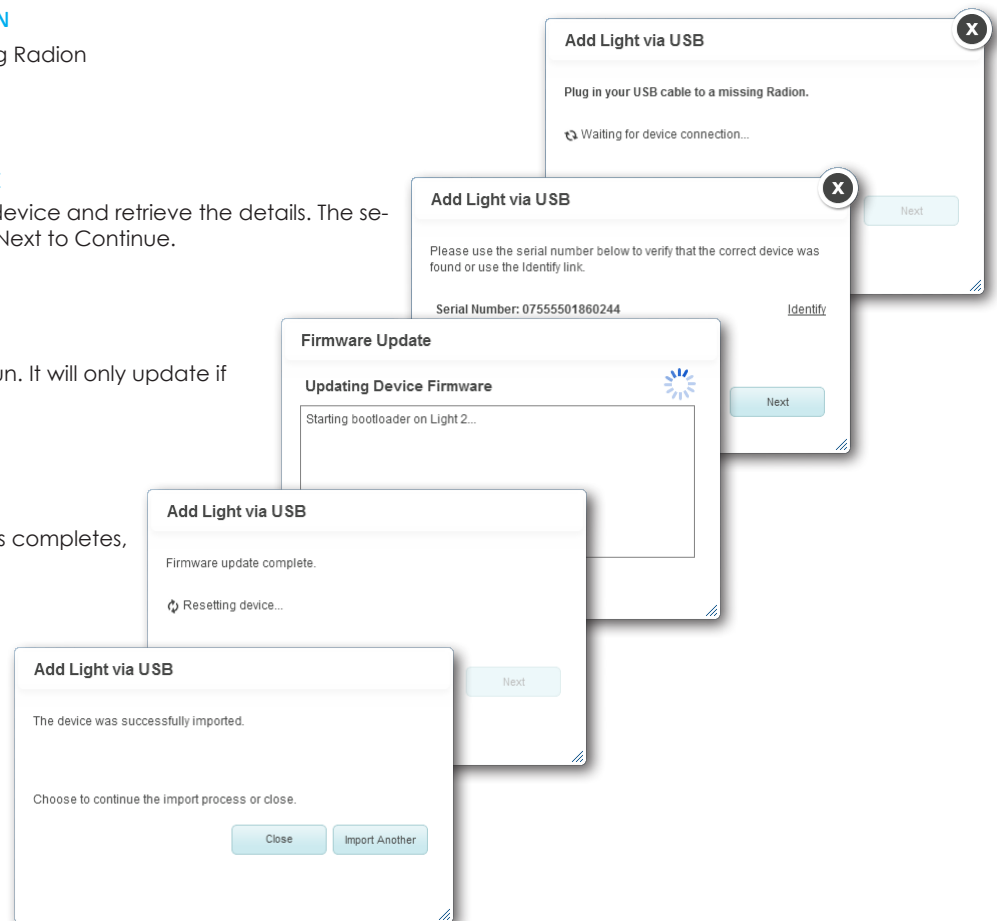 N
g Radion
device and retrieve the details. The se-
Next to Continue.
un. It will only update if
s completes,
X
Add Light via USB
Plug in your USB cable to a missing Radion.
Waiting for device connection...
Next
X
Add Light via USB
Please use the serial number below to verify that the correct device was
found or use the Identify link.
Serial Number: 07555501860244 Identify
Next
Firmware Update
Updating Device Firmware
Starting bootloader on Light 2...
Add Light via USB
Firmware update complete.
Resetting device...
Next
Add Light via USB
The device was successfully imported.
Choose to continue the import process or close.
Close Import Another